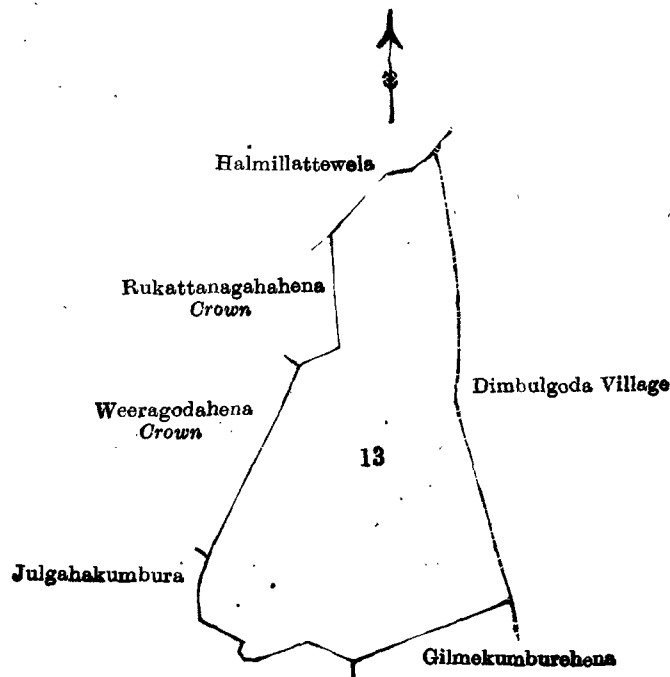 Halmillattewela
Rukattanagahahena
Crown
Dimbulgoda Village
Weeragodahena
Crown
13
Julgahakumbura
Gilmekumburehena